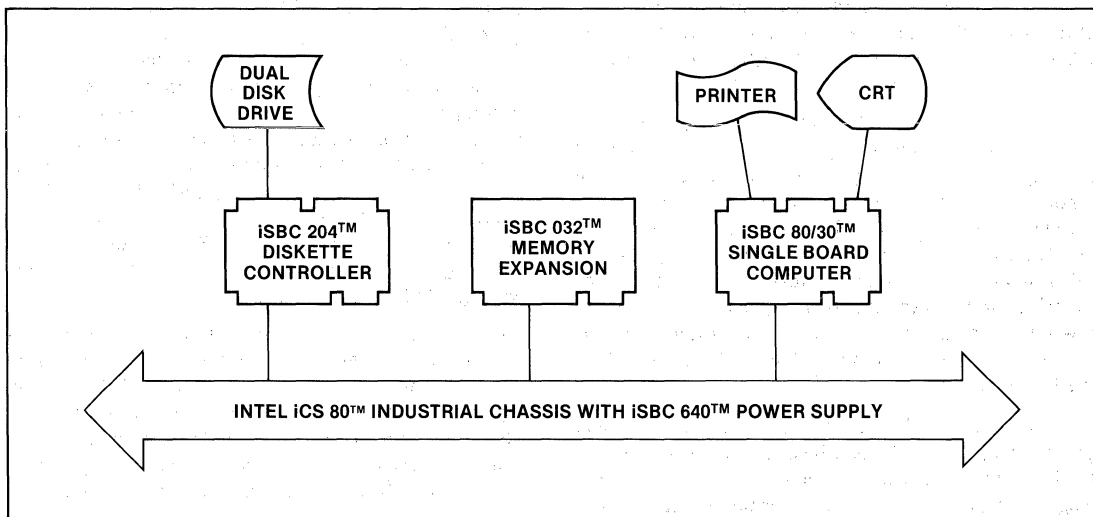 DUAL
DISK
DRIVE
PRINTER
CRT
iSBC 204™
DISKETTE
CONTROLLER
iSBC 032™
MEMORY
EXPANSION
iSBC 80/30™
SINGLE BOARD
COMPUTER
INTEL iCS 80™ INDUSTRIAL CHASSIS WITH iSBC 640™ POWER SUPPLY